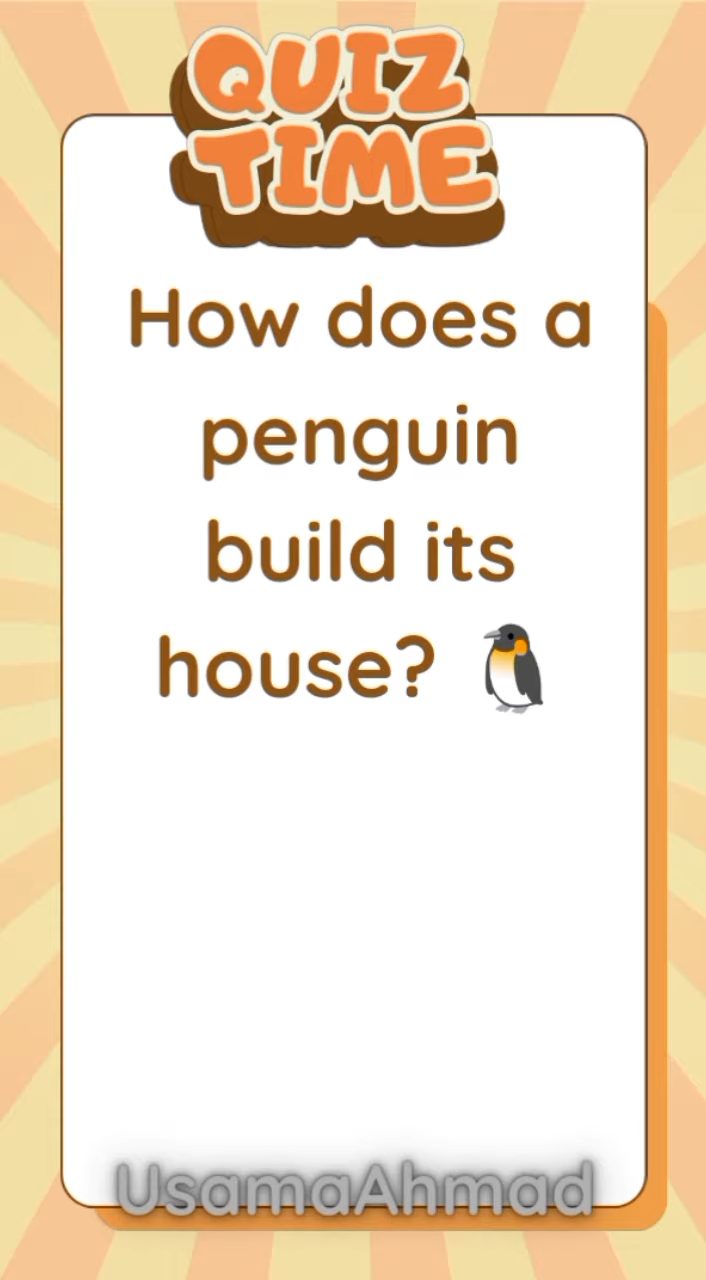 QUIZ
TIME
How does a
penguin
build its
house? 🐧
UsamaAhmad